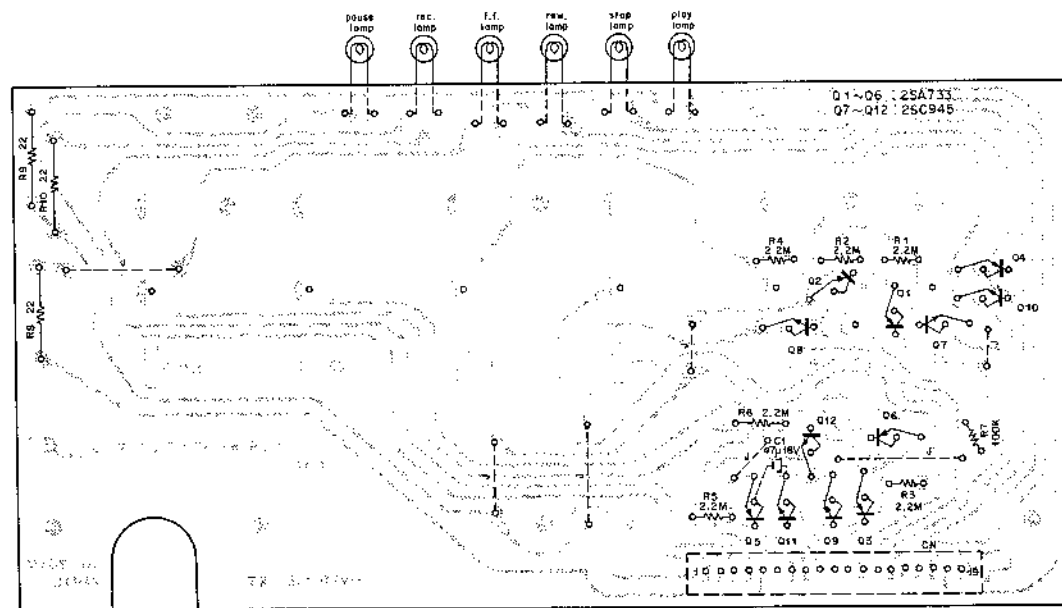 pause lamp
rec. lamp
f.f. lamp
rew. lamp
stop lamp
play lamp
Q1~Q6 : 2SA733
Q7~Q12 : 2SC945
R9 22
R10 22
R8 22
R4 2.2M
R2 2.2M
R1 2.2M
Q4
Q2
Q1
Q10
Q8
Q7
J
R6 2.2M
Q12
Q6
R7 100K
C1
47µ16V
J
J
R5 2.2M
R3 2.2M
Q5
Q11
Q9
Q3
CN
1
15